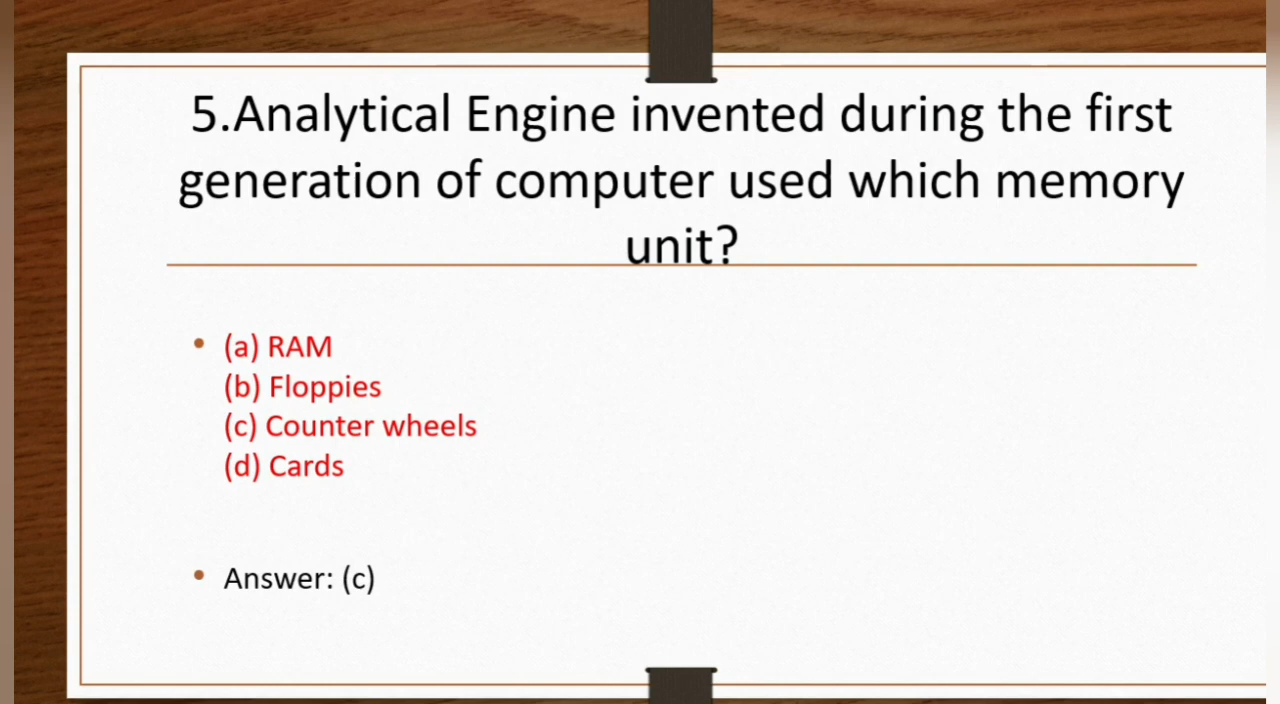 5.Analytical Engine invented during the first
generation of computer used which memory
unit?
• (a) RAM
(b) Floppies
(c) Counter wheels
(d) Cards
• Answer: (c)